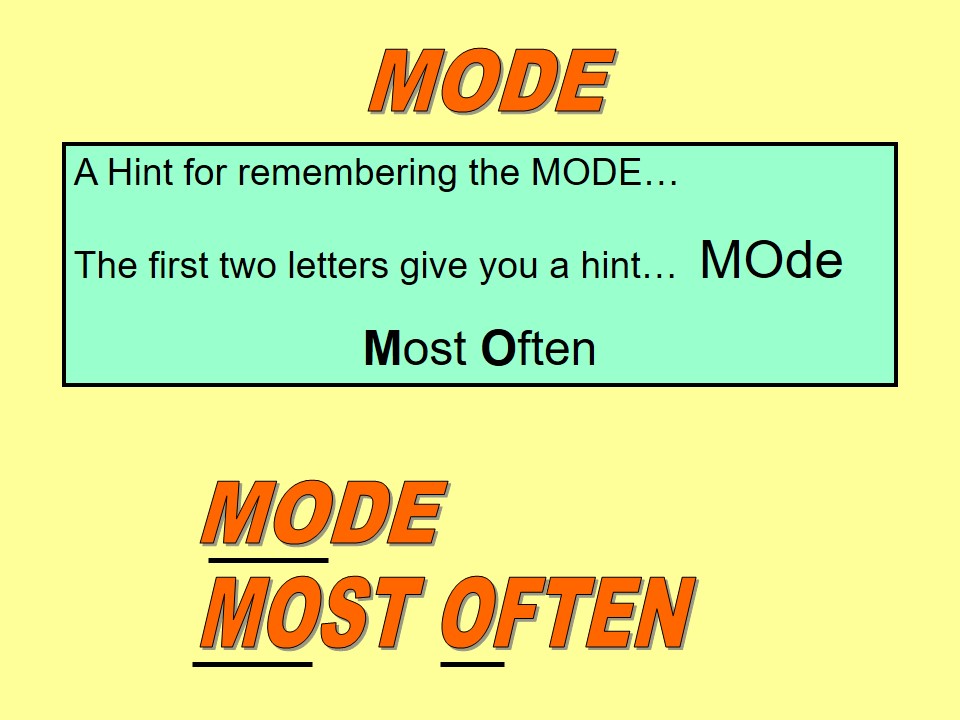 MODE
A Hint for remembering the MODE…
The first two letters give you a hint… MOde
Most Often
MODE
MOST OFTEN